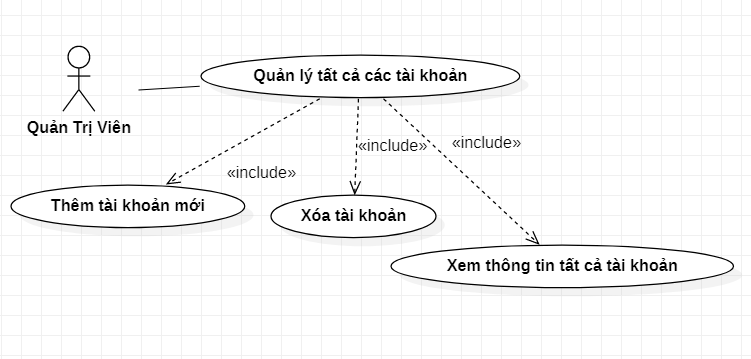 Quản lý tất cả các tài khoản
Quản Trị Viên
«include»
«include»
«include»
Thêm tài khoản mới
Xóa tài khoản
Xem thông tin tất cả tài khoản